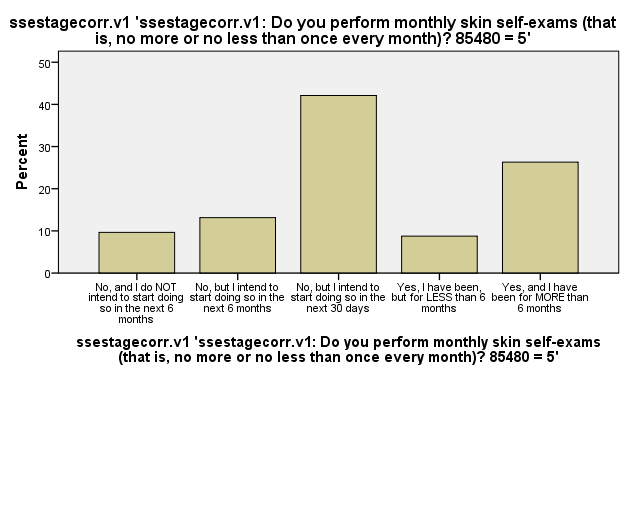 ssestagecorr.v1 'ssestagecorr.v1: Do you perform monthly skin self-exams (that
is, no more or no less than once every month)? 85480 = 5'
50
40
30
20
10
0
Percent
No, and I do NOT
intend to start doing
so in the next 6
months
No, but I intend to
start doing so in the
next 6 months
No, but I intend to
start doing so in the
next 30 days
Yes, I have been,
but for LESS than 6
months
Yes, and I have
been for MORE than
6 months
ssestagecorr.v1 'ssestagecorr.v1: Do you perform monthly skin self-exams
(that is, no more or no less than once every month)? 85480 = 5'